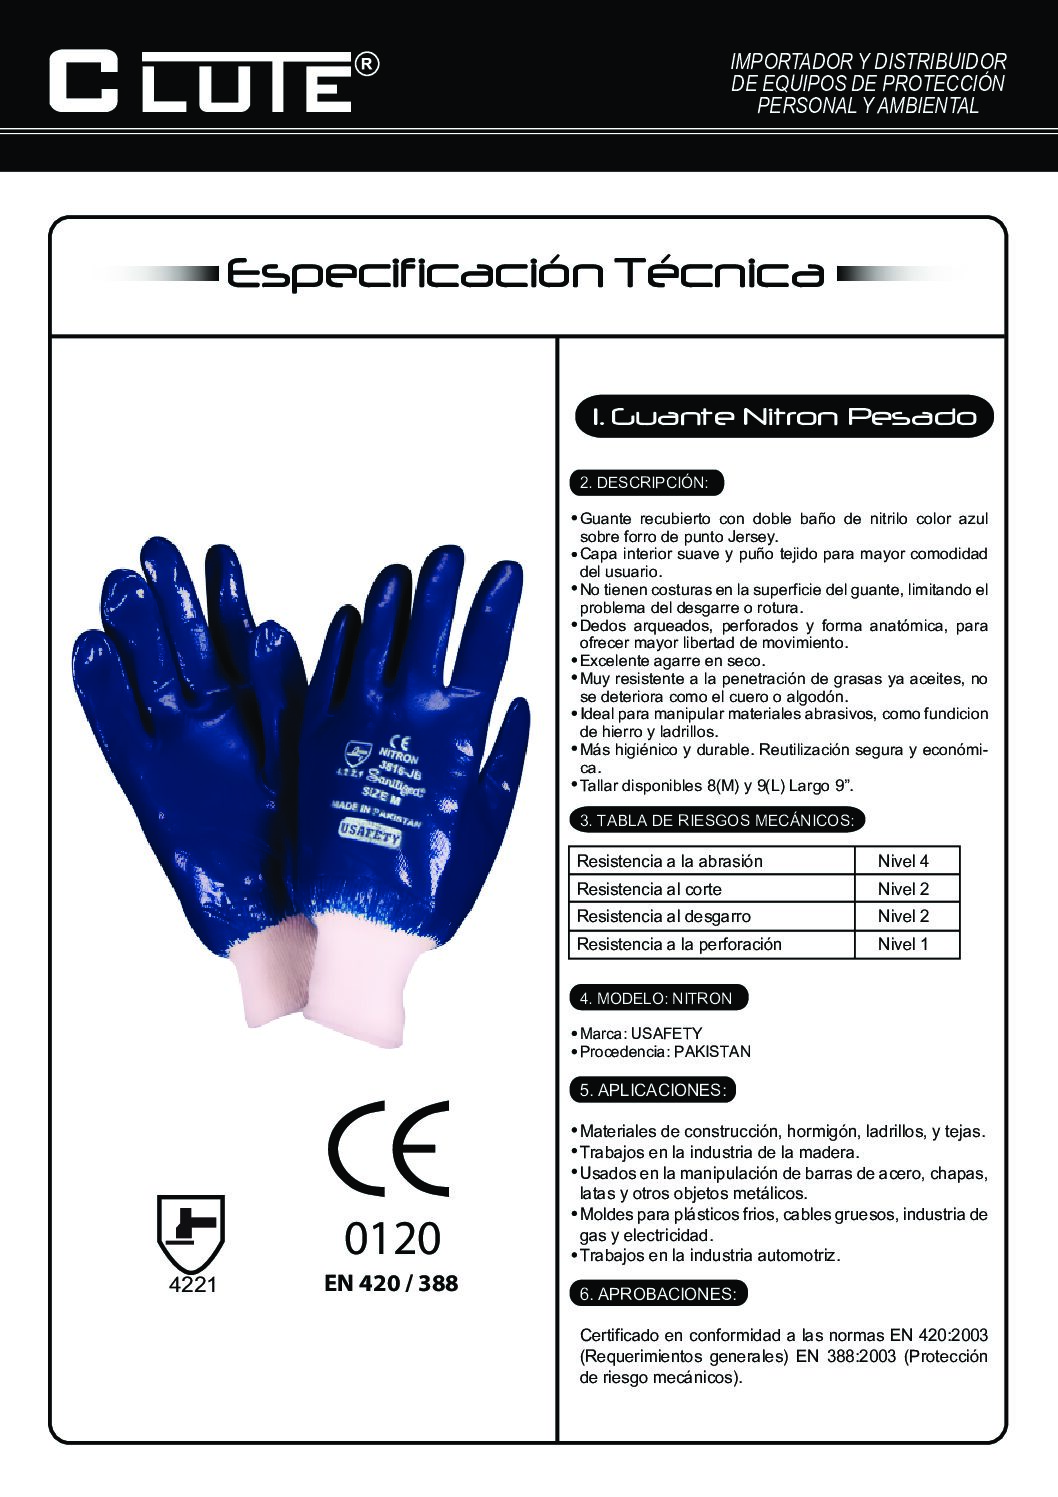 CLUTE®
IMPORTADOR Y DISTRIBUIDOR
DE EQUIPOS DE PROTECCIÓN
PERSONAL Y AMBIENTAL
Especificación Técnica
1. Guante Nitron Pesado
2. DESCRIPCIÓN:
•Guante recubierto con doble baño de nitrilo color azul
sobre forro de punto Jersey.
•Capa interior suave y puño tejido para mayor comodidad
del usuario.
•No tienen costuras en la superficie del guante, limitando el
problema del desgarre o rotura.
•Dedos arqueados, perforados y forma anatómica, para
ofrecer mayor libertad de movimiento.
•Excelente agarre en seco.
•Muy resistente a la penetración de grasas ya aceites, no
se deteriora como el cuero o algodón.
•Ideal para manipular materiales abrasivos, como fundicion
de hierro y ladrillos.
•Más higiénico y durable. Reutilización segura y económi-
ca.
•Tallar disponibles 8(M) y 9(L) Largo 9”.
3. TABLA DE RIESGOS MECÁNICOS:
Resistencia a la abrasión Nivel 4
Resistencia al corte Nivel 2
Resistencia al desgarro Nivel 2
Resistencia a la perforación Nivel 1
4. MODELO: NITRON
•Marca: USAFETY
•Procedencia: PAKISTAN
5. APLICACIONES:
•Materiales de construcción, hormigón, ladrillos, y tejas.
•Trabajos en la industria de la madera.
•Usados en la manipulación de barras de acero, chapas,
latas y otros objetos metálicos.
•Moldes para plásticos frios, cables gruesos, industria de
gas y electricidad.
•Trabajos en la industria automotriz.
6. APROBACIONES:
Certificado en conformidad a las normas EN 420:2003
(Requerimientos generales) EN 388:2003 (Protección
de riesgo mecánicos).
CE
NITRON
4221 Sanitized®
SIZE M
MADE IN PAKISTAN
USAFETY
CE
0120
EN 420 / 388
4221